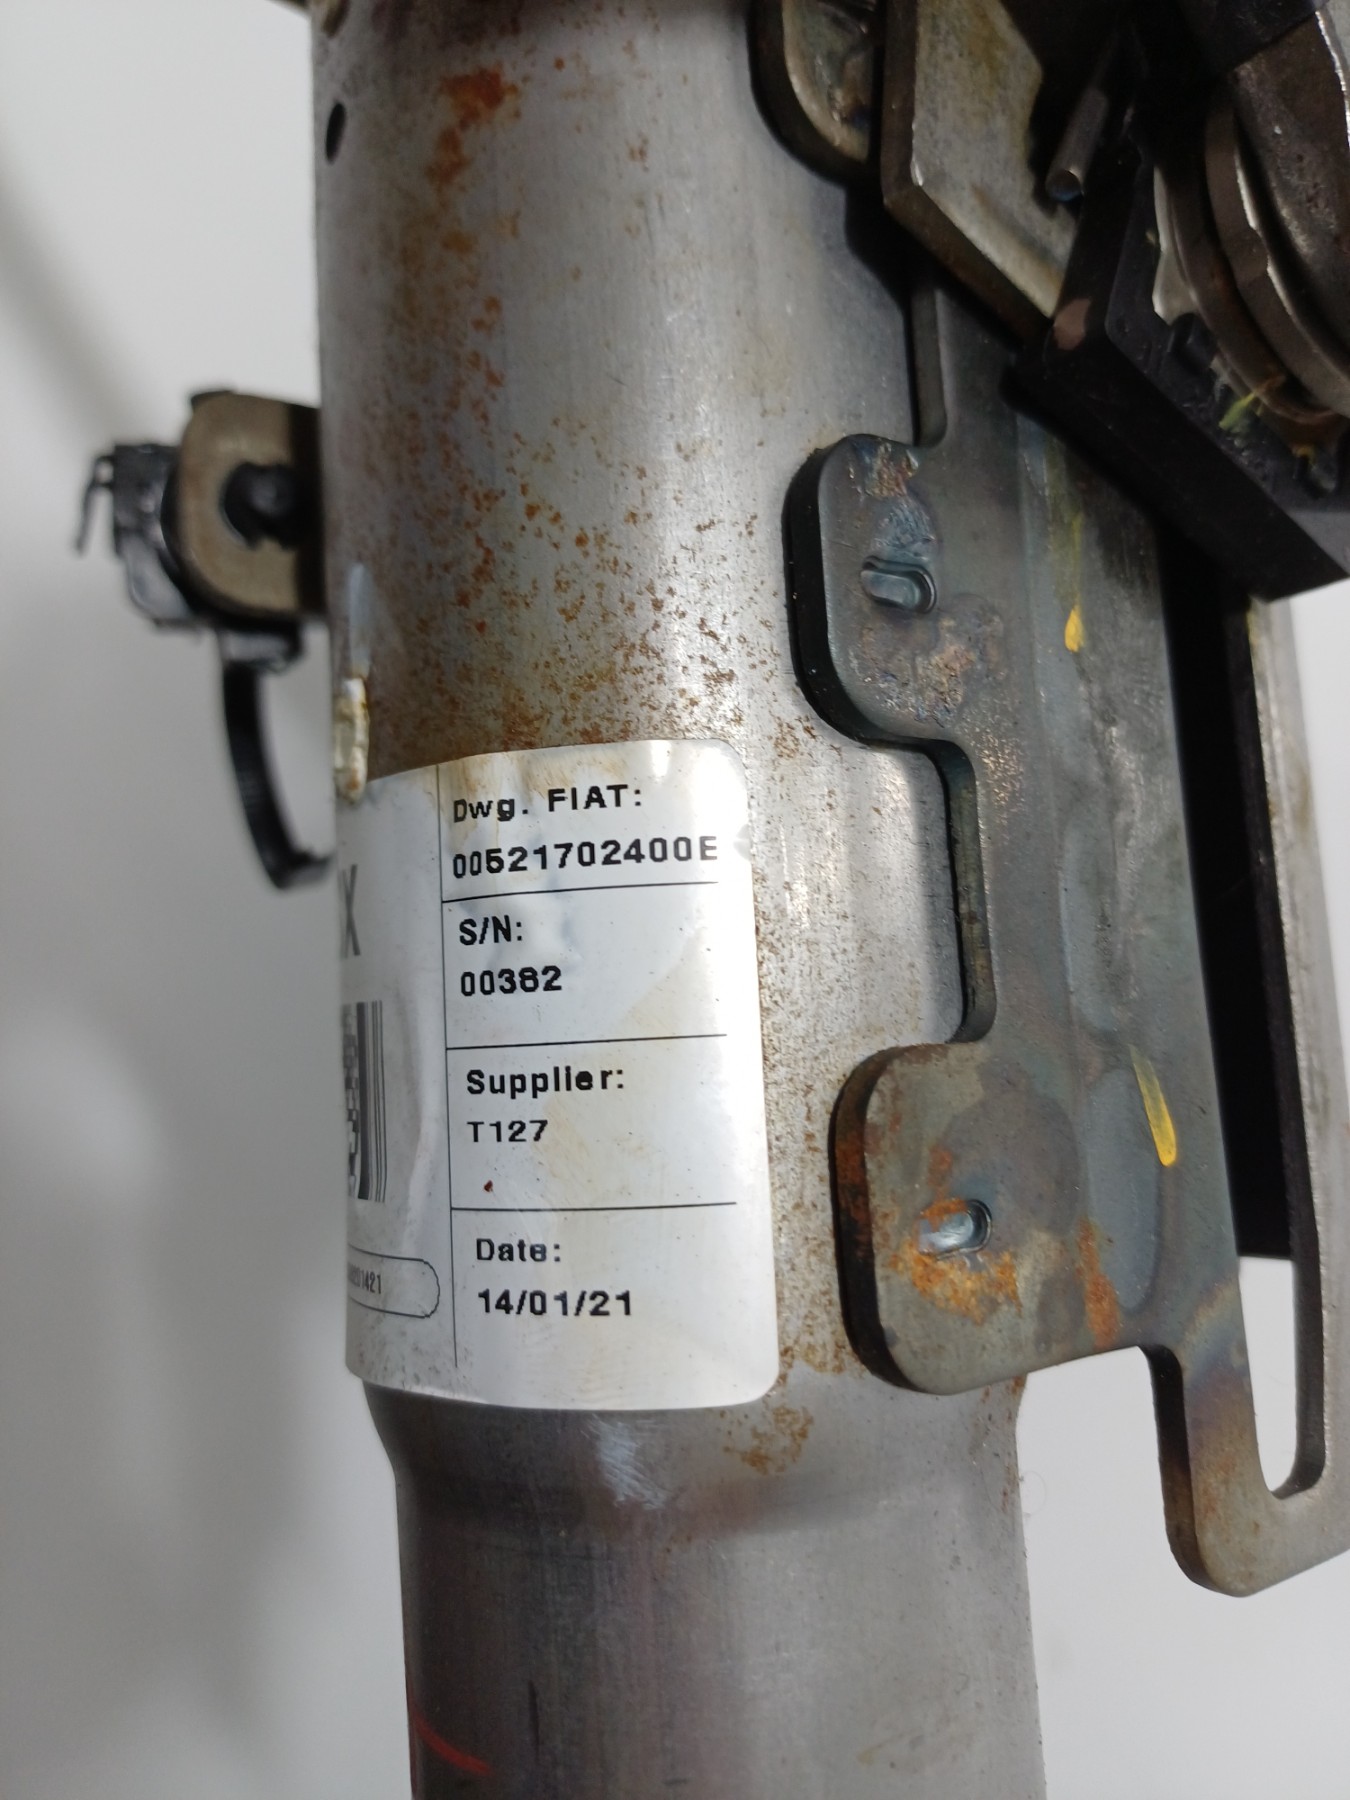 Dwg. FIAT:
00521702400E
S/N:
00382
Supplier:
T127
Date:
14/01/21